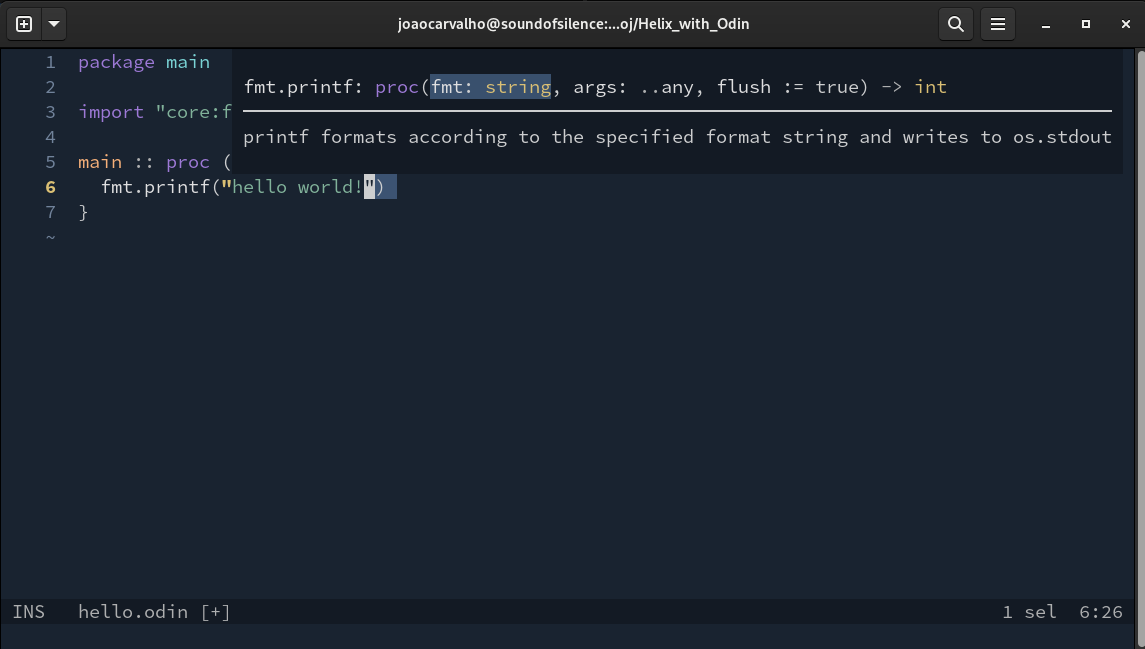 joaocarvalho@soundofsilence:...oj/Helix_with_Odin
1 package main
fmt.printf: proc(fmt: string, args: ..any, flush := true) -> int
2
3 import "core:f
printf formats according to the specified format string and writes to os.stdout
4
5 main :: proc (
6 fmt.printf("hello world!")
7 }
~
INS hello.odin [+] 1 sel 6:26